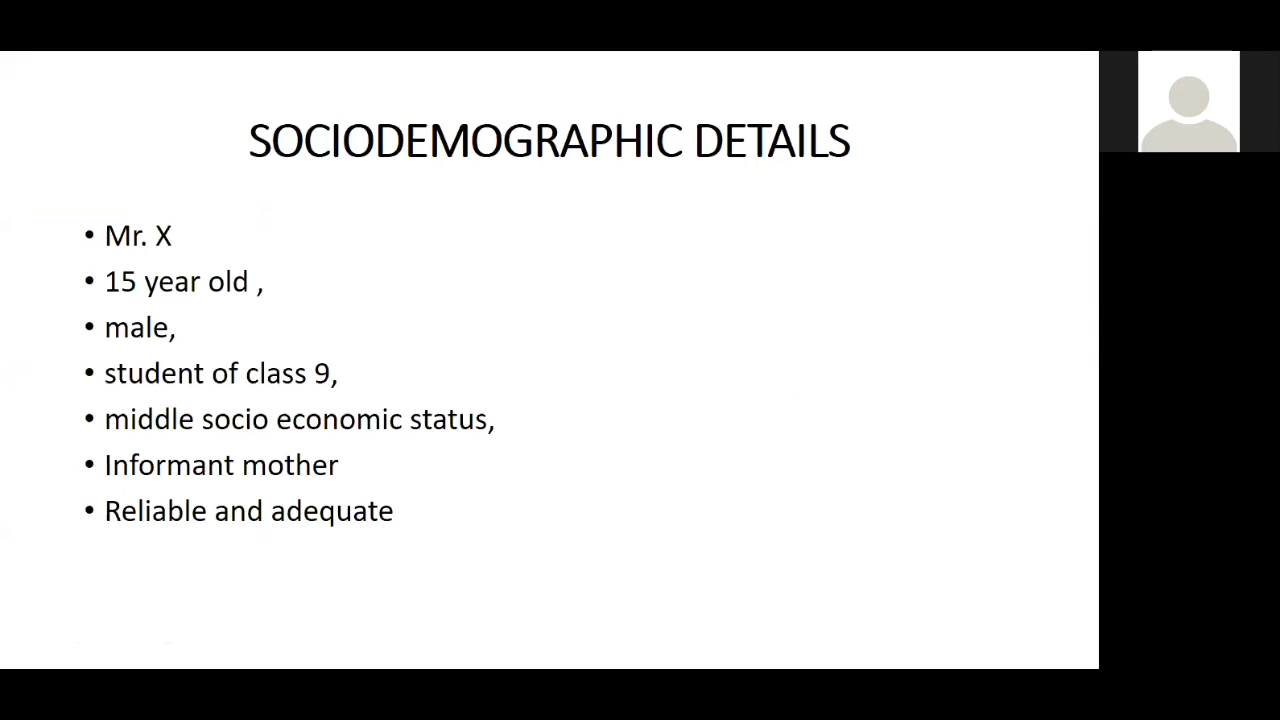 SOCIODEMOGRAPHIC DETAILS
• Mr. X
• 15 year old ,
• male,
• student of class 9,
• middle socio economic status,
• Informant mother
• Reliable and adequate